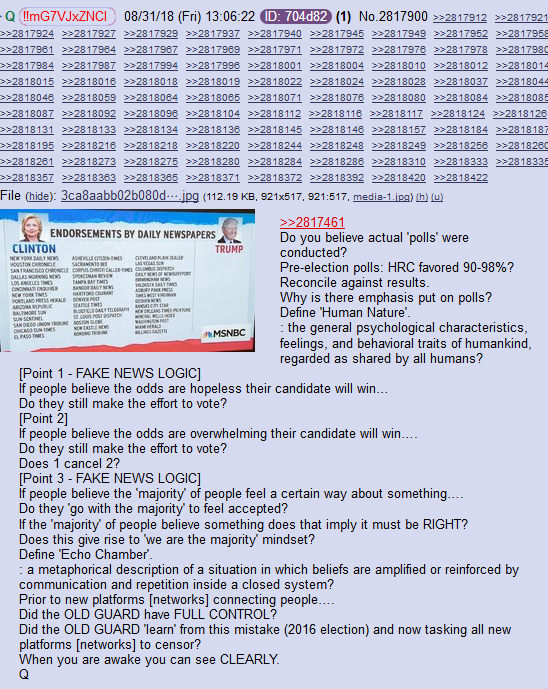 Q !!mG7VJxZNCI 08/31/18 (Fri) 13:06:22 ID: 704d82 (1) No.2817900 >>2817912 >>2817921
>>2817924 >>2817927 >>2817929 >>2817937 >>2817940 >>2817945 >>2817949 >>2817952 >>2817958
>>2817961 >>2817964 >>2817967 >>2817969 >>2817971 >>2817972 >>2817976 >>2817978 >>281798
>>2817984 >>2817987 >>2817994 >>2817996 >>2818001 >>2818004 >>2818010 >>2818012 >>281801
>>2818015 >>2818016 >>2818018 >>2818019 >>2818022 >>2818024 >>2818028 >>2818037 >>281804
>>2818046 >>2818059 >>2818064 >>2818065 >>2818071 >>2818076 >>2818080 >>2818084 >>281808
>>2818087 >>2818092 >>2818096 >>2818104 >>2818112 >>2818116 >>2818117 >>2818124 >>2818126
>>2818131 >>2818133 >>2818134 >>2818136 >>2818145 >>2818146 >>2818157 >>2818184 >>281818
>>2818195 >>2818216 >>2818218 >>2818220 >>2818244 >>2818248 >>2818249 >>2818256 >>281826
>>2818261 >>2818273 >>2818275 >>2818280 >>2818284 >>2818286 >>2818310 >>2818333 >>281833
>>2818357 >>2818363 >>2818365 >>2818371 >>2818372 >>2818392 >>2818420 >>2818422
File (hide): 3ca8aabb02b080d⋯.jpg (112.19 KB, 921x517, 921:517, media-1.jpg) (h) (u)
ENDORSEMENTS BY DAILY NEWSPAPERS
CLINTON
TRUMP
NEW YORK DAILY NEWS
HOUSTON CHRONICLE
SAN FRANCISCO CHRONICLE
DALLAS MORNING NEWS
LOS ANGELES TIMES
CINCINNATI ENQUIRER
NEW YORK TIMES
PORTLAND PRESS HERALD
ARIZONA REPUBLIC
BALTIMORE SUN
SUN SENTINEL
SAN DIEGO UNION TRIBUNE
CHICAGO SUN-TIMES
EL PASO TIMES
ASHEVILLE CITIZEN-TIMES
SACRAMENTO BEE
CORPUS CHRISTI CALLER-TIMES
SPOKESMAN-REVIEW
TAMPA BAY TIMES
BANGOR DAILY NEWS
HARTFORD COURANT
DENVER POST
SEATTLE TIMES
BLUEFIELD DAILY TELEGRAPH
ST. LOUIS POST DISPATCH
BOSTON GLOBE
NEW CASTLE NEWS
KENOSHO TRIBUNE
CLEVELAND PLAIN DEALER
LAS VEGAS SUN
COLUMBUS DISPATCH
DAILY NEWS OF NEWBURYPORT
BIRMINGHAM NEWS
VALDOSTA DAILY TIMES
ASBURY PARK PRESS
TIMES WEST VIRGINIAN
GOSHEN NEWS
KANSAS CITY STAR
NEW ORLEANS TIMES-PICAYUNE
MINERAL WELLS INDEX
WASHINGTON POST
MIAMI HERALD
BILLINGS GAZETTE
MSNBC
>>2817461
Do you believe actual 'polls' were
conducted?
Pre-election polls: HRC favored 90-98%?
Reconcile against results.
Why is there emphasis put on polls?
Define 'Human Nature'.
: the general psychological characteristics,
feelings, and behavioral traits of humankind,
regarded as shared by all humans?
[Point 1 - FAKE NEWS LOGIC]
If people believe the odds are hopeless their candidate will win…
Do they still make the effort to vote?
[Point 2]
If people believe the odds are overwhelming their candidate will win….
Do they still make the effort to vote?
Does 1 cancel 2?
[Point 3 - FAKE NEWS LOGIC]
If people believe the 'majority' of people feel a certain way about something….
Do they 'go with the majority' to feel accepted?
If the 'majority' of people believe something does that imply it must be RIGHT?
Does this give rise to 'we are the majority' mindset?
Define 'Echo Chamber'.
: a metaphorical description of a situation in which beliefs are amplified or reinforced by
communication and repetition inside a closed system?
Prior to new platforms [networks] connecting people….
Did the OLD GUARD have FULL CONTROL?
Did the OLD GUARD 'learn' from this mistake (2016 election) and now tasking all new
platforms [networks] to censor?
When you are awake you can see CLEARLY.
Q